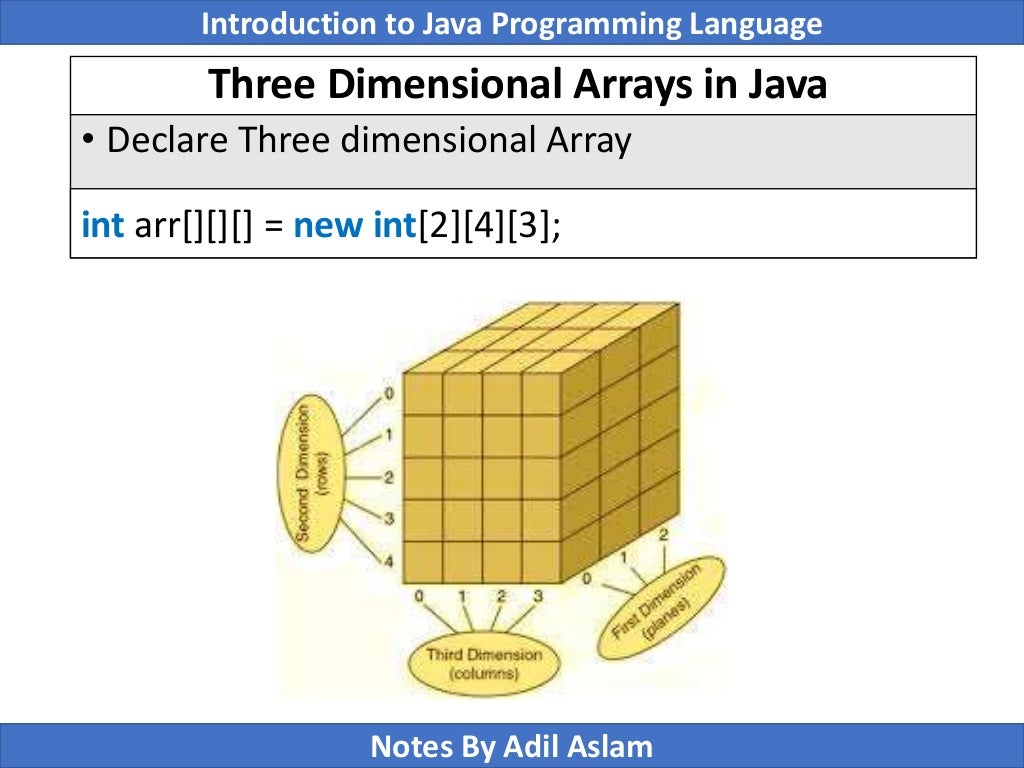 Introduction to Java Programming Language
Three Dimensional Arrays in Java
• Declare Three dimensional Array
int arr[][][] = new int[2][4][3];
Second Dimension
(rows)
0
1
2
3
4
0 1 2 3
Third Dimension
(columns)
0 1 2
First Dimension
(planes)
Notes By Adil Aslam